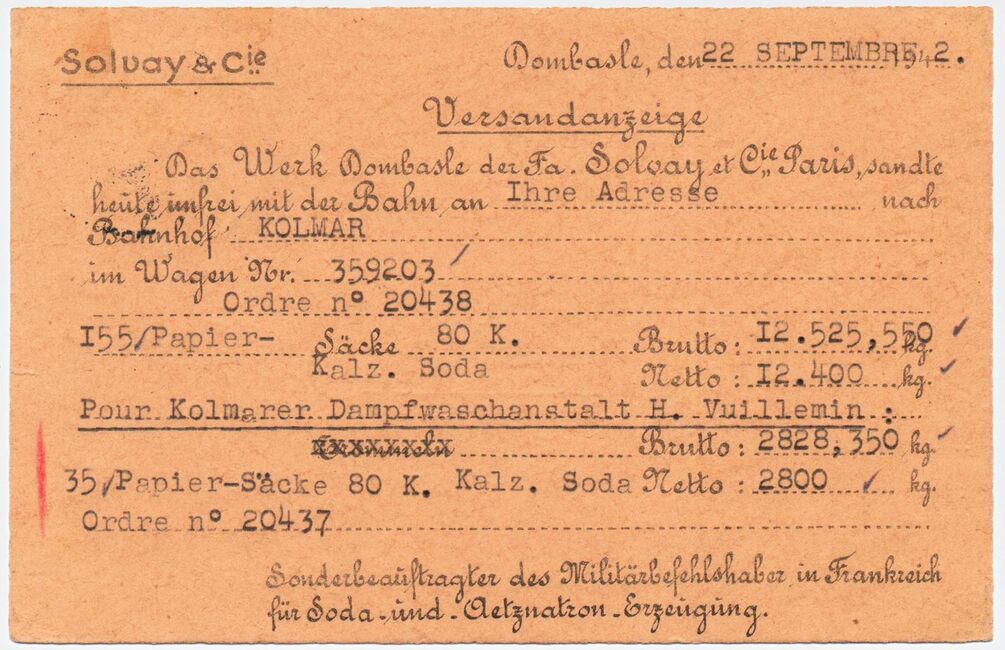 Solvay & Cie
Dombasle, den 22 SEPTEMBRE 1942.
Versandanzeige
Das Werk Dombasle der Fa. Solvay et Cie, Paris, sandte
heute unfrei mit der Bahn an Ihre Adresse nach
Bahnhof KOLMAR
im Wagen Nr. 359203
Ordre n° 20438
I55/Papier- Säcke 80 K. Brutto: I2.525,550 kg.
Kalz. Soda Netto: I2.400 kg.
Pour Kolmarer Dampfwaschanstalt H. Vuillemin :
Brutto: 2828,350 kg.
35/Papier-Säcke 80 K. Kalz. Soda Netto: 2800 kg.
Ordre n° 20437
Sonderbeauftragter des Militärbefehlshaber in Frankreich
für Soda-und-Aetznatron-Erzeugung.